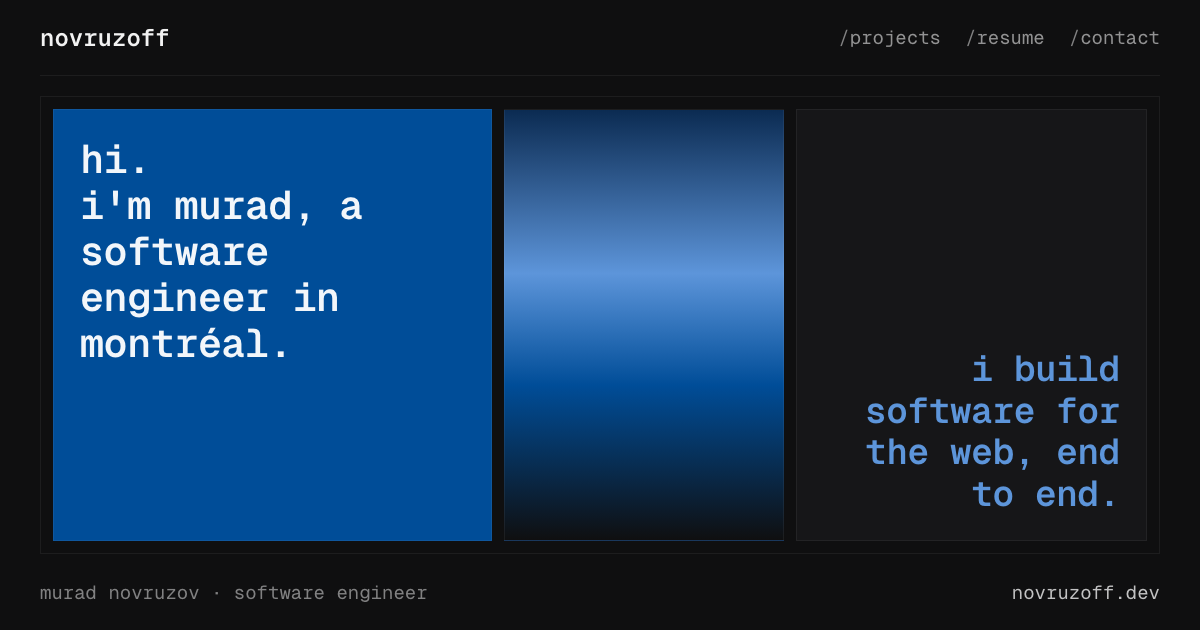 novruzoff
/projects /resume /contact
hi.
i'm murad, a
software
engineer in
montréal.
i build
software for
the web, end
to end.
murad novruzov · software engineer
novruzoff.dev